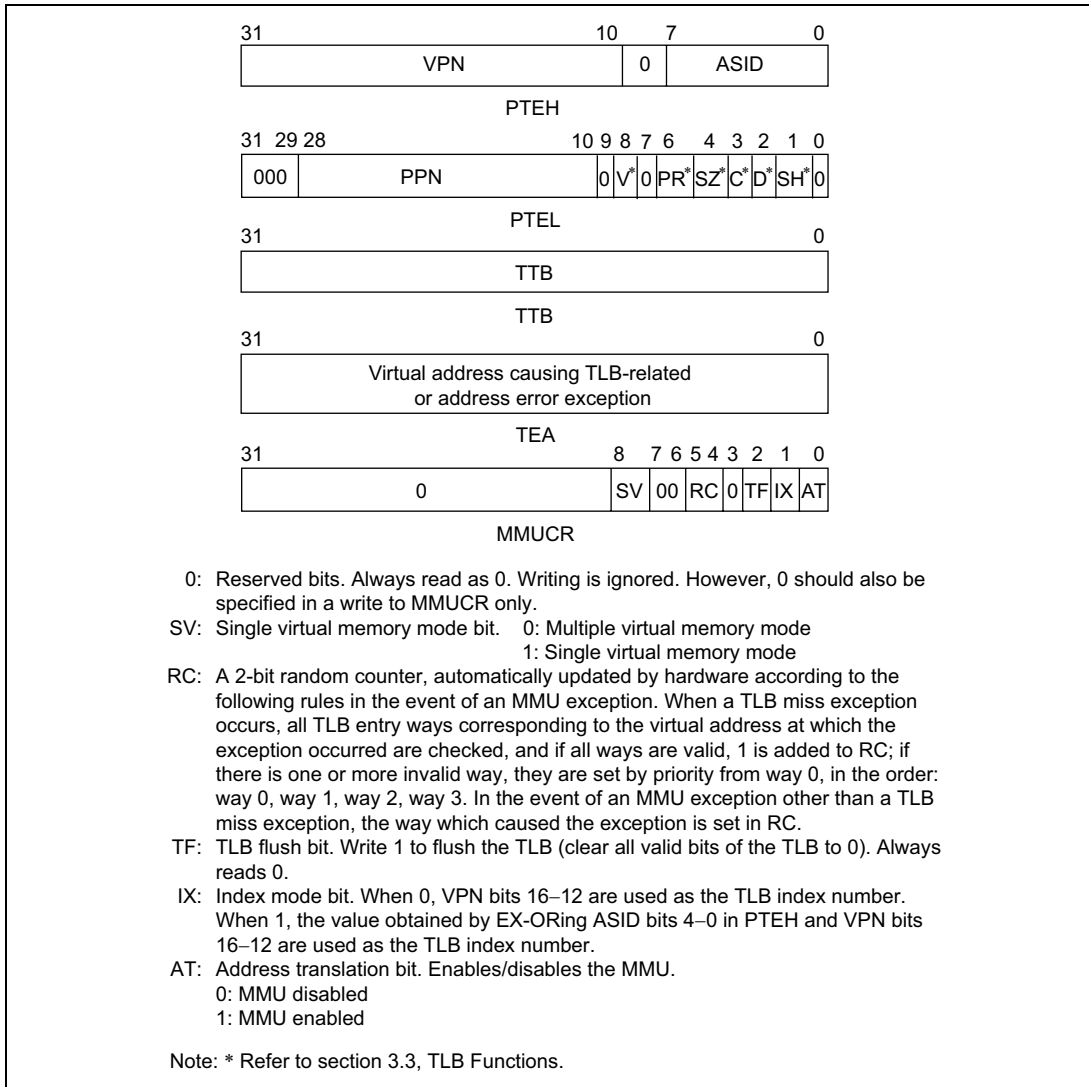 31 10 7 0
VPN 0 ASID
PTEH
31 29 28 10 9 8 7 6 4 3 2 1 0
000 PPN 0 V* 0 PR* SZ* C* D* SH* 0
PTEL
31 0
TTB
TTB
31 0
Virtual address causing TLB-related
or address error exception
TEA
31 8 7 6 5 4 3 2 1 0
0 SV 00 RC 0 TF IX AT
MMUCR
0: Reserved bits. Always read as 0. Writing is ignored. However, 0 should also be
specified in a write to MMUCR only.
SV: Single virtual memory mode bit. 0: Multiple virtual memory mode
1: Single virtual memory mode
RC: A 2-bit random counter, automatically updated by hardware according to the
following rules in the event of an MMU exception. When a TLB miss exception
occurs, all TLB entry ways corresponding to the virtual address at which the
exception occurred are checked, and if all ways are valid, 1 is added to RC; if
there is one or more invalid way, they are set by priority from way 0, in the order:
way 0, way 1, way 2, way 3. In the event of an MMU exception other than a TLB
miss exception, the way which caused the exception is set in RC.
TF: TLB flush bit. Write 1 to flush the TLB (clear all valid bits of the TLB to 0). Always
reads 0.
IX: Index mode bit. When 0, VPN bits 16–12 are used as the TLB index number.
When 1, the value obtained by EX-ORing ASID bits 4–0 in PTEH and VPN bits
16–12 are used as the TLB index number.
AT: Address translation bit. Enables/disables the MMU.
0: MMU disabled
1: MMU enabled
Note: * Refer to section 3.3, TLB Functions.